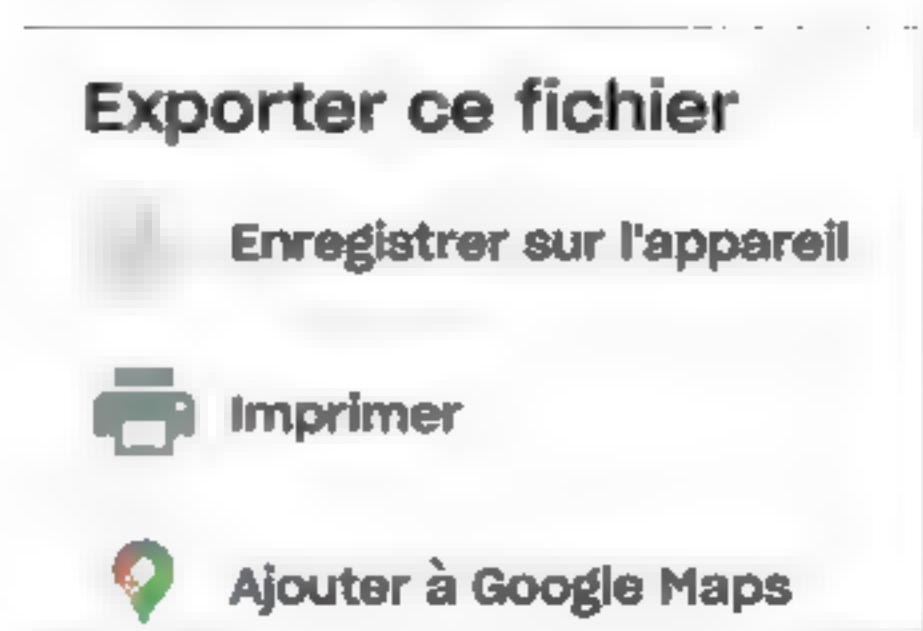 Exporter ce fichier
Enregistrer sur l'appareil
Imprimer
Ajouter à Google Maps